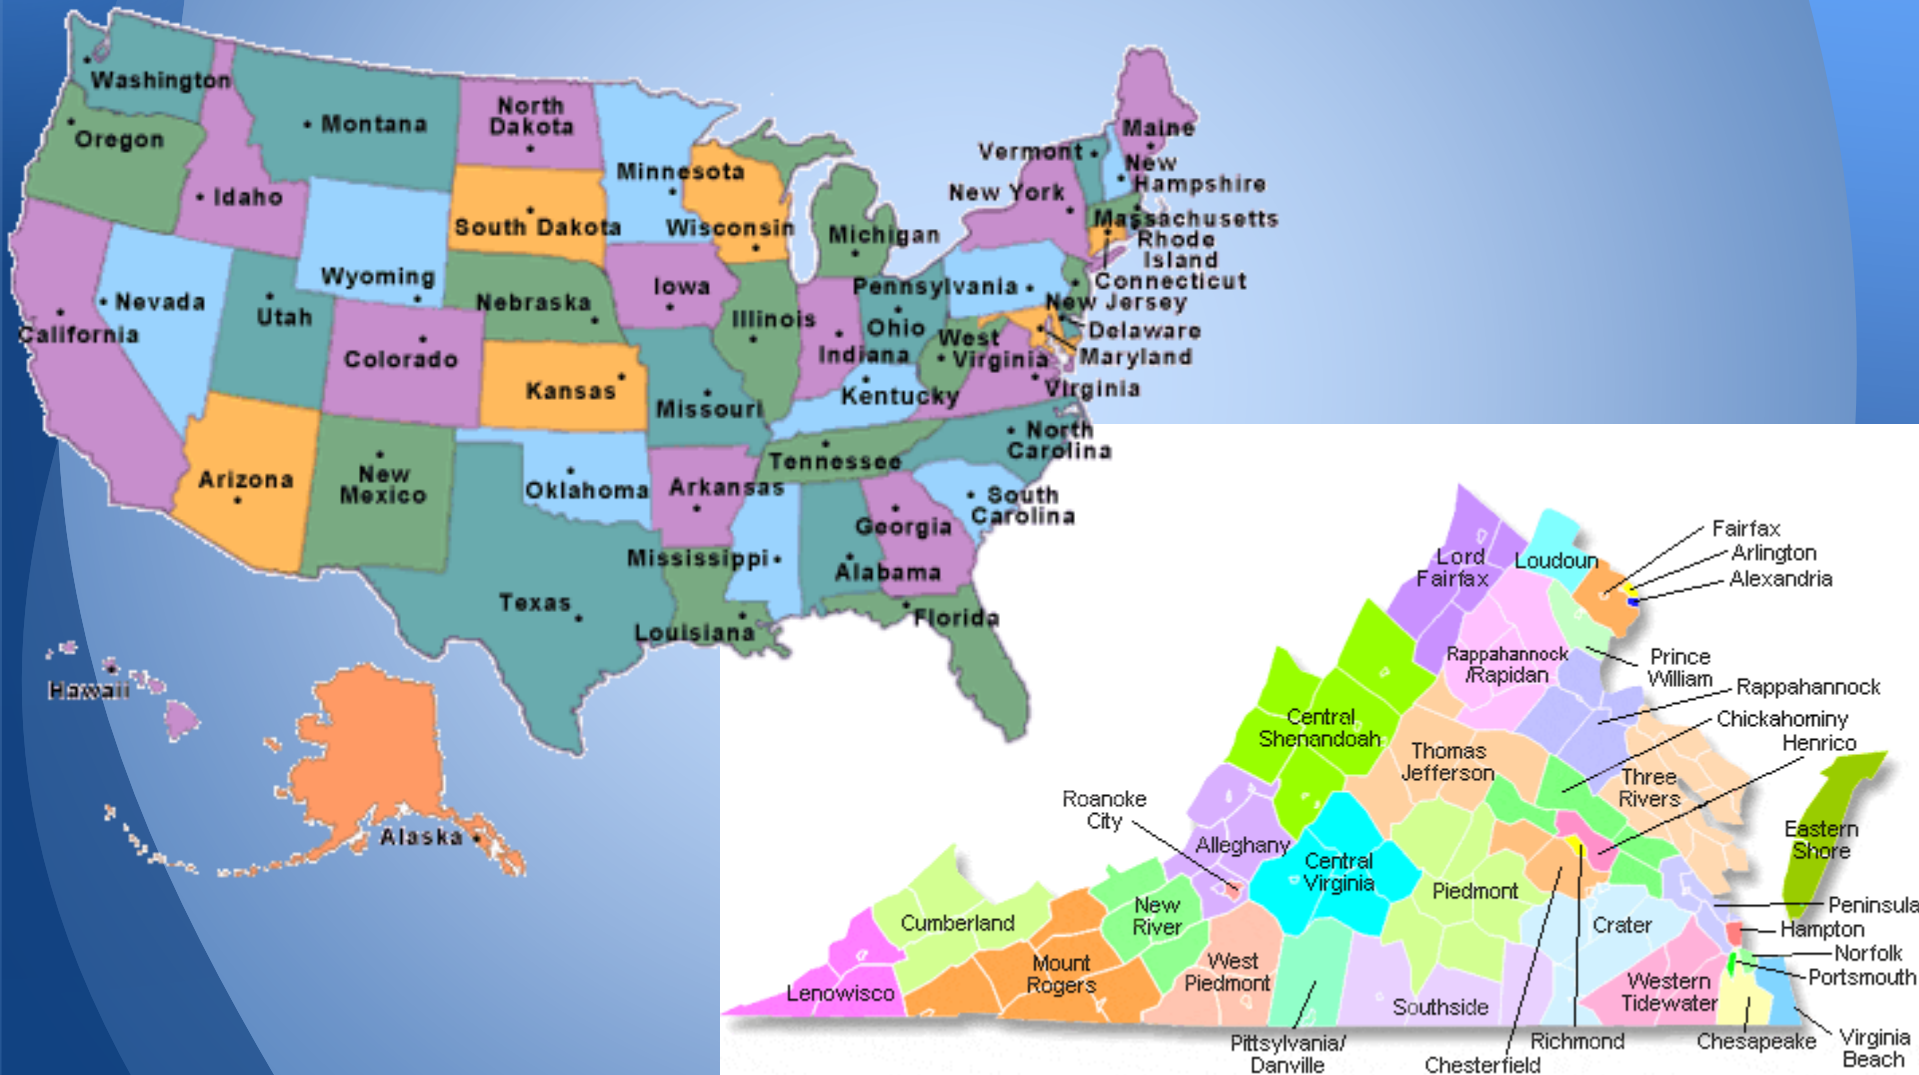 Washington
Oregon
Idaho
Montana
North
Dakota
Minnesota
South Dakota
Wisconsin
Michigan
Wyoming
Nevada
Utah
California
Colorado
Nebraska
Iowa
Illinois
Indiana
Ohio
Pennsylvania
New York
Vermont
Maine
New
Hampshire
Massachusetts
Rhode
Island
Connecticut
New Jersey
Delaware
Maryland
West
Virginia
Virginia
Kentucky
Kansas
Missouri
Arizona
New
Mexico
Oklahoma
Arkansas
Tennessee
North
Carolina
South
Carolina
Georgia
Alabama
Mississippi
Texas
Louisiana
Florida
Hawaii
Alaska
Lord
Fairfax
Loudoun
Fairfax
Arlington
Alexandria
Rappahannock
/Rapidan
Prince
William
Rappahannock
Chickahominy
Henrico
Central
Shenandoah
Thomas
Jefferson
Three
Rivers
Roanoke
City
Alleghany
Central
Virginia
Piedmont
Eastern
Shore
Cumberland
New
River
Crater
Peninsula
Hampton
Norfolk
Portsmouth
Lenowisco
Mount
Rogers
West
Piedmont
Southside
Western
Tidewater
Pittsylvania/
Danville
Chesterfield
Richmond
Chesapeake
Virginia
Beach